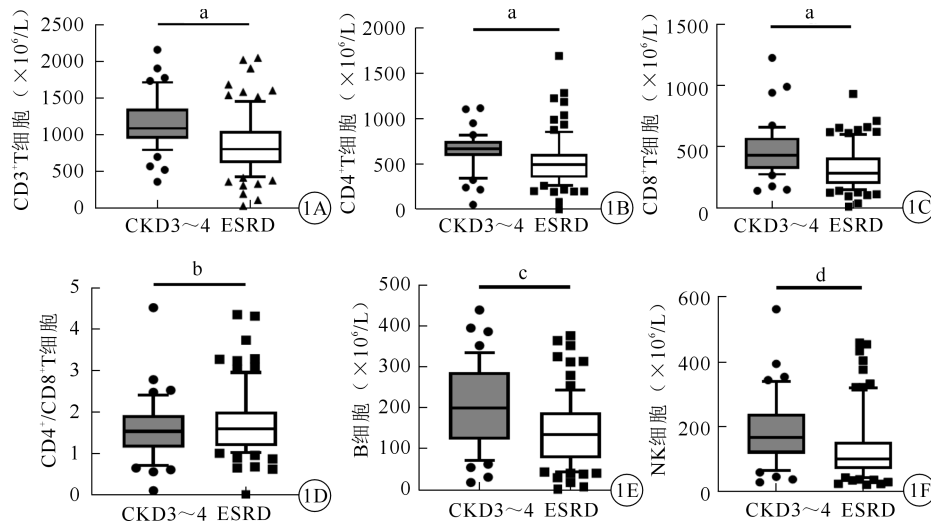 a
CD3⁺T细胞（×10⁶/L）
2500
2000
1500
1000
500
0
CKD3～4 ESRD
1A
a
CD4⁺T细胞（×10⁶/L）
2000
1500
1000
500
0
CKD3～4 ESRD
1B
a
CD8⁺T细胞（×10⁶/L）
1500
1000
500
0
CKD3～4 ESRD
1C
b
CD4⁺/CD8⁺T细胞
5
4
3
2
1
0
CKD3～4 ESRD
1D
c
B细胞（×10⁶/L）
500
400
300
200
100
0
CKD3～4 ESRD
1E
d
NK细胞（×10⁶/L）
600
400
200
0
CKD3～4 ESRD
1F